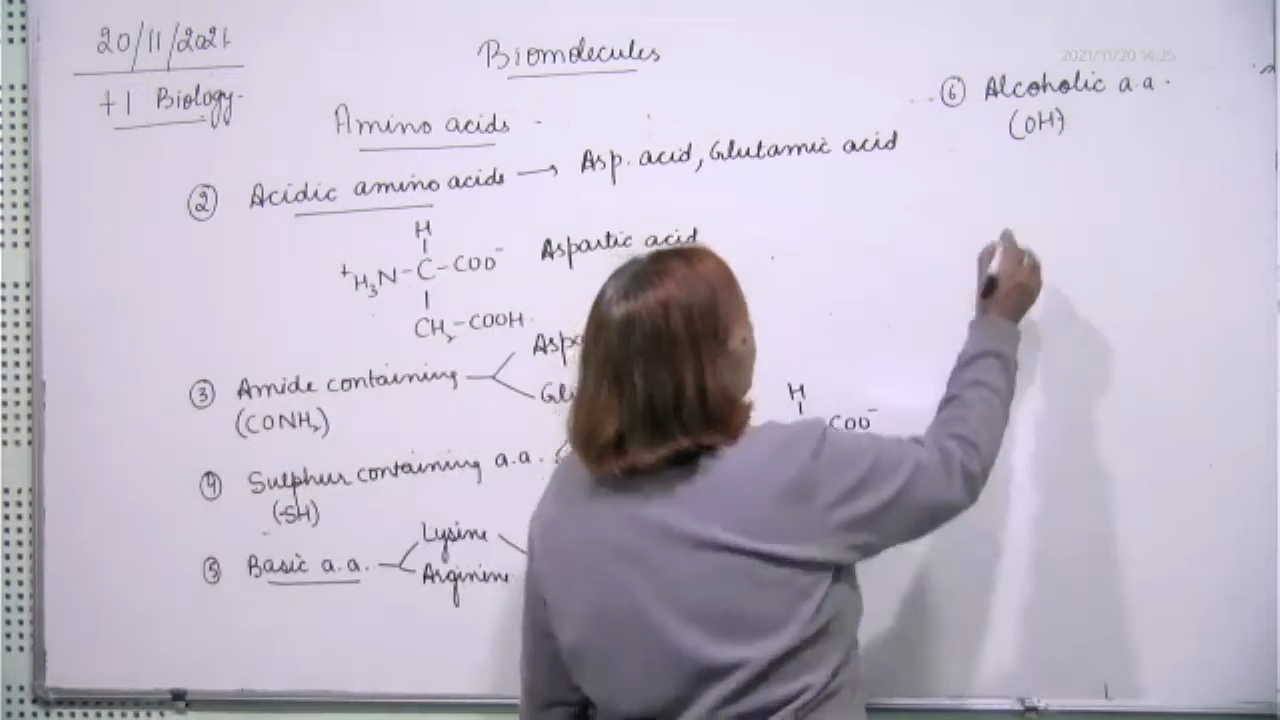 20/11/2021
+1 Biology-
Biomolecules
2021/11/20 14:25
Amino acids -
② Acidic amino acids → Asp. acid, Glutamic acid
H
⁺H₃N-C-COO⁻ Aspartic acid
CH₂-COOH
③ Amide containing
(CONH₂)
④ Sulphur containing a.a.
(-SH)
⑤ Basic a.a. Lysine
Arginine
H
COO⁻
⑥ Alcoholic a.a.
(OH)